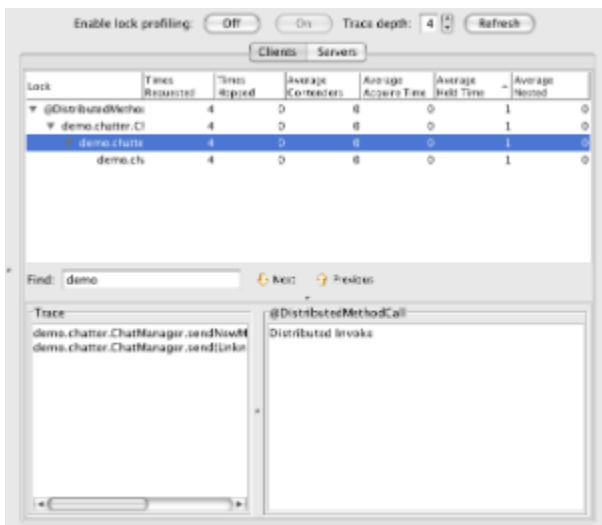 Enable lock profiling: Off On Trace depth: 4 Refresh
Clients Servers
Lock Times Requested Times Hopped Average Contenders Average Acquire Time Average Held Time Average Nested
@DistributedMethod 4 0 0 0 1 0
demo.chatter.Cl 4 0 0 0 1 0
demo.chatte 4 0 0 0 1 0
demo.ch 4 0 0 0 1 0
Find: demo Next Previous
Trace
demo.chatter.ChatManager.sendNewM
demo.chatter.ChatManager.send(Linkn
@DistributedMethodCall
Distributed Invoke